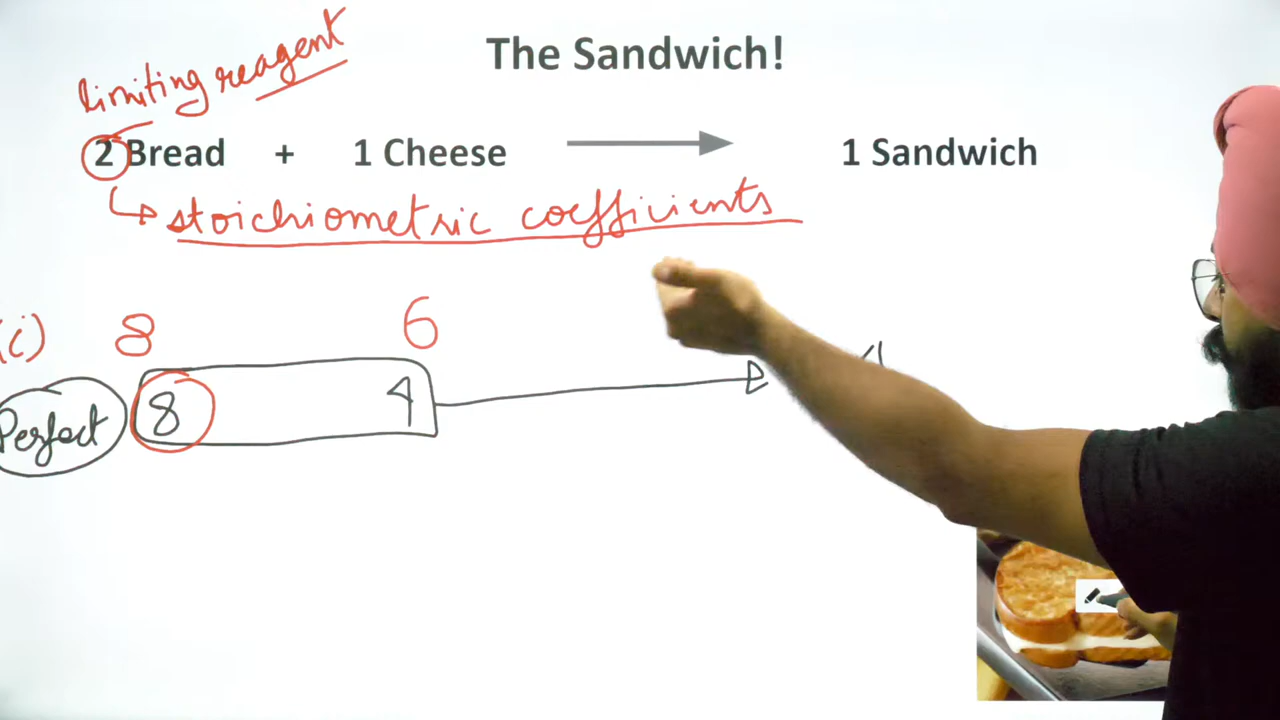 limiting reagent
The Sandwich!
2 Bread + 1 Cheese 1 Sandwich
stoichiometric coefficients
(i) 8 6
Perfect 8 4